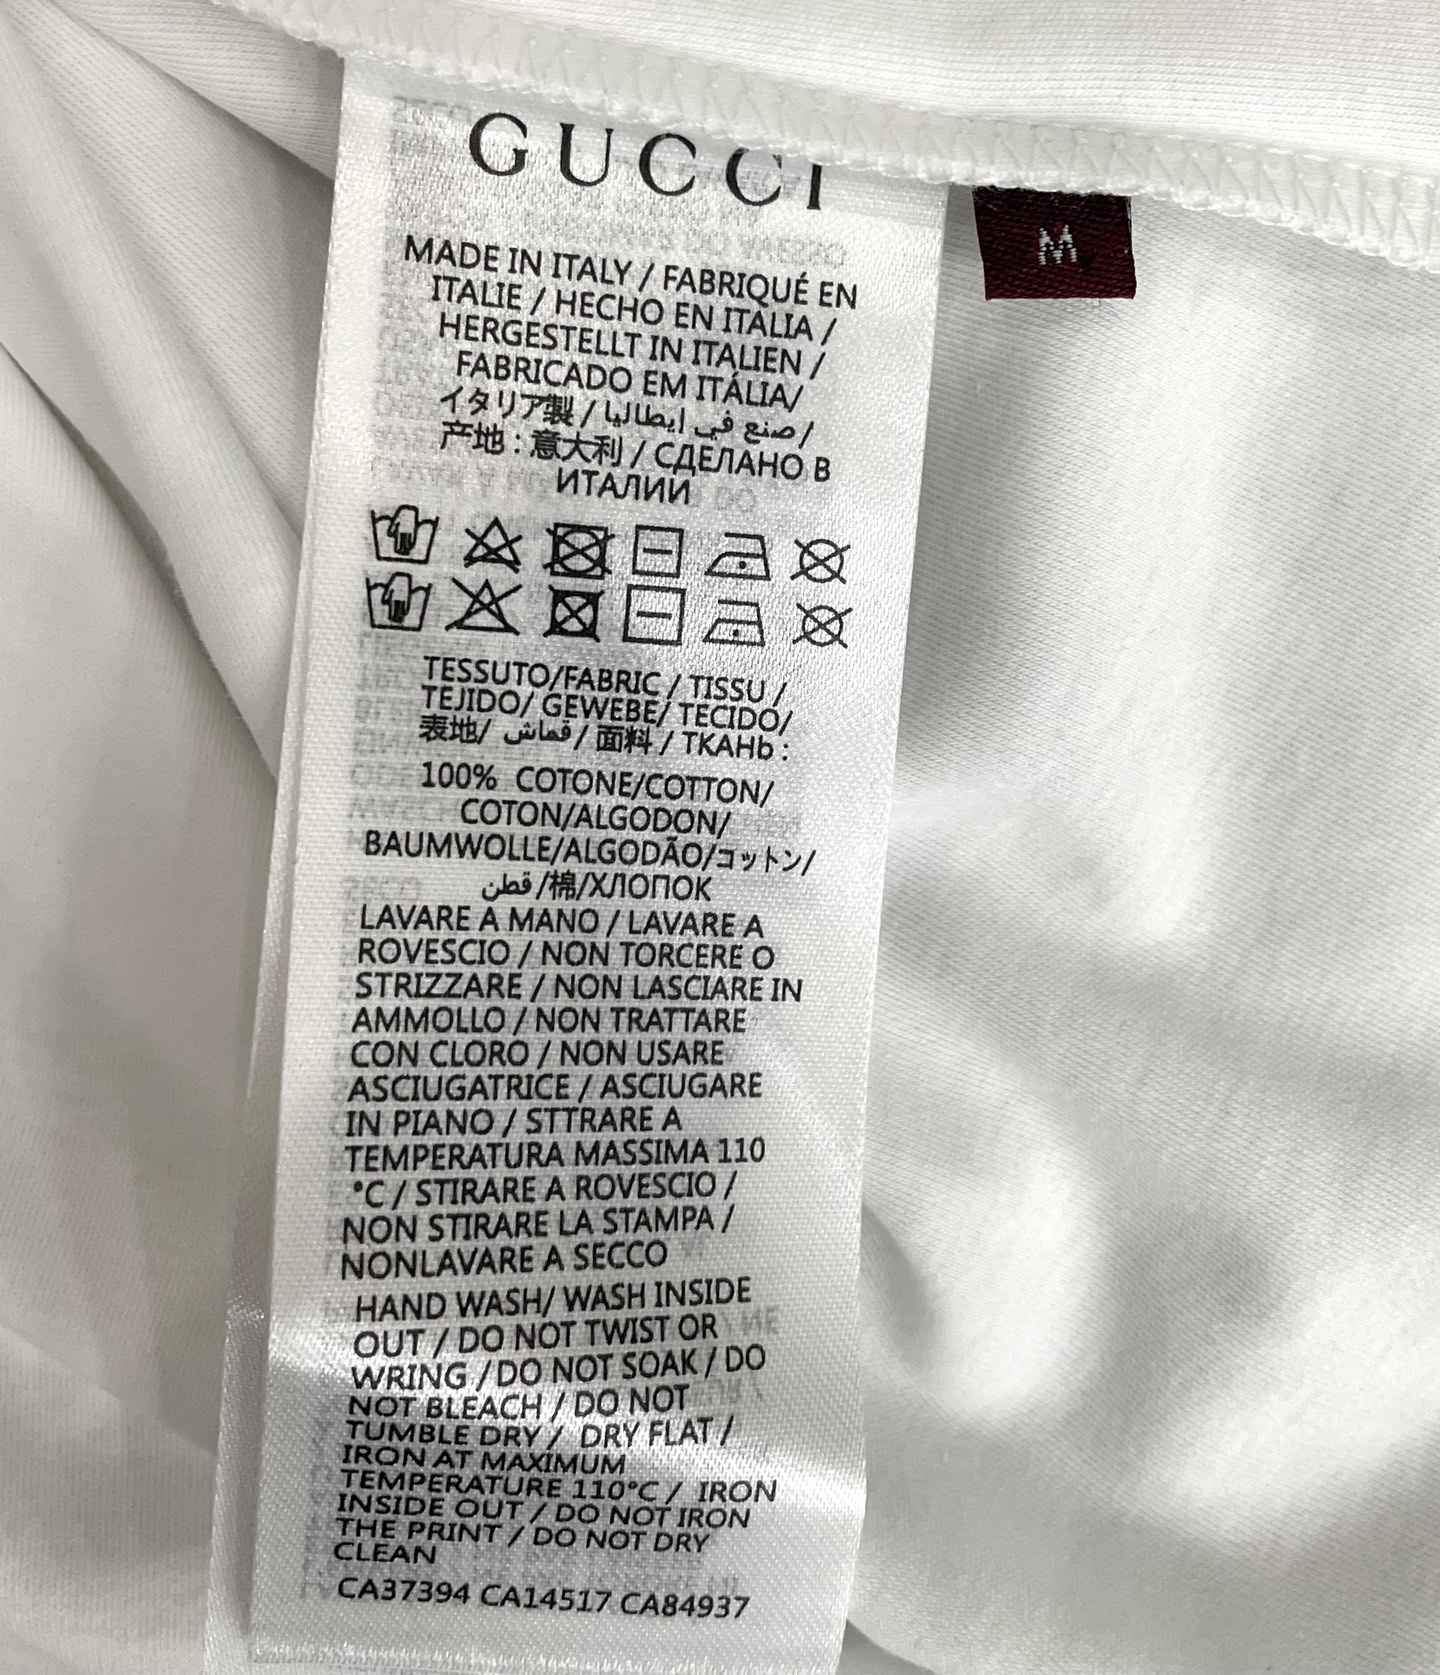 GUCCI
M
MADE IN ITALY / FABRIQUÉ EN
ITALIE / HECHO EN ITALIA /
HERGESTELLT IN ITALIEN /
FABRICADO EM ITÁLIA/
イタリア製 / صنع في إيطاليا /
产地 : 意大利 / СДЕЛАНО В
ИТАЛИИ
TESSUTO/FABRIC / TISSU /
TEJIDO/ GEWEBE/ TECIDO/
表地/ قماش / 面料 / TKAHb :
100% COTONE/COTTON/
COTON/ALGODON/
BAUMWOLLE/ALGODÃO/コットン/
قطن /棉/ХЛОПОК
LAVARE A MANO / LAVARE A
ROVESCIO / NON TORCERE O
STRIZZARE / NON LASCIARE IN
AMMOLLO / NON TRATTARE
CON CLORO / NON USARE
ASCIUGATRICE / ASCIUGARE
IN PIANO / STTRARE A
TEMPERATURA MASSIMA 110
°C / STIRARE A ROVESCIO /
NON STIRARE LA STAMPA /
NONLAVARE A SECCO
HAND WASH/ WASH INSIDE
OUT / DO NOT TWIST OR
WRING / DO NOT SOAK / DO
NOT BLEACH / DO NOT
TUMBLE DRY / DRY FLAT /
IRON AT MAXIMUM
TEMPERATURE 110°C / IRON
INSIDE OUT / DO NOT IRON
THE PRINT / DO NOT DRY
CLEAN
CA37394 CA14517 CA84937